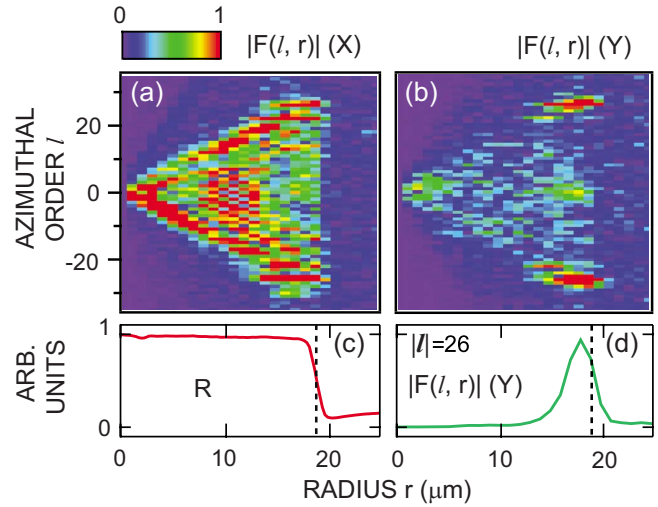 0 1
|F(l, r)| (X) |F(l, r)| (Y)
(a) (b)
AZIMUTHAL ORDER l
20
0
-20
(c) |l|=26 (d)
R |F(l, r)| (Y)
ARB. UNITS
1
0
0 10 20 0 10 20
RADIUS r (μm)